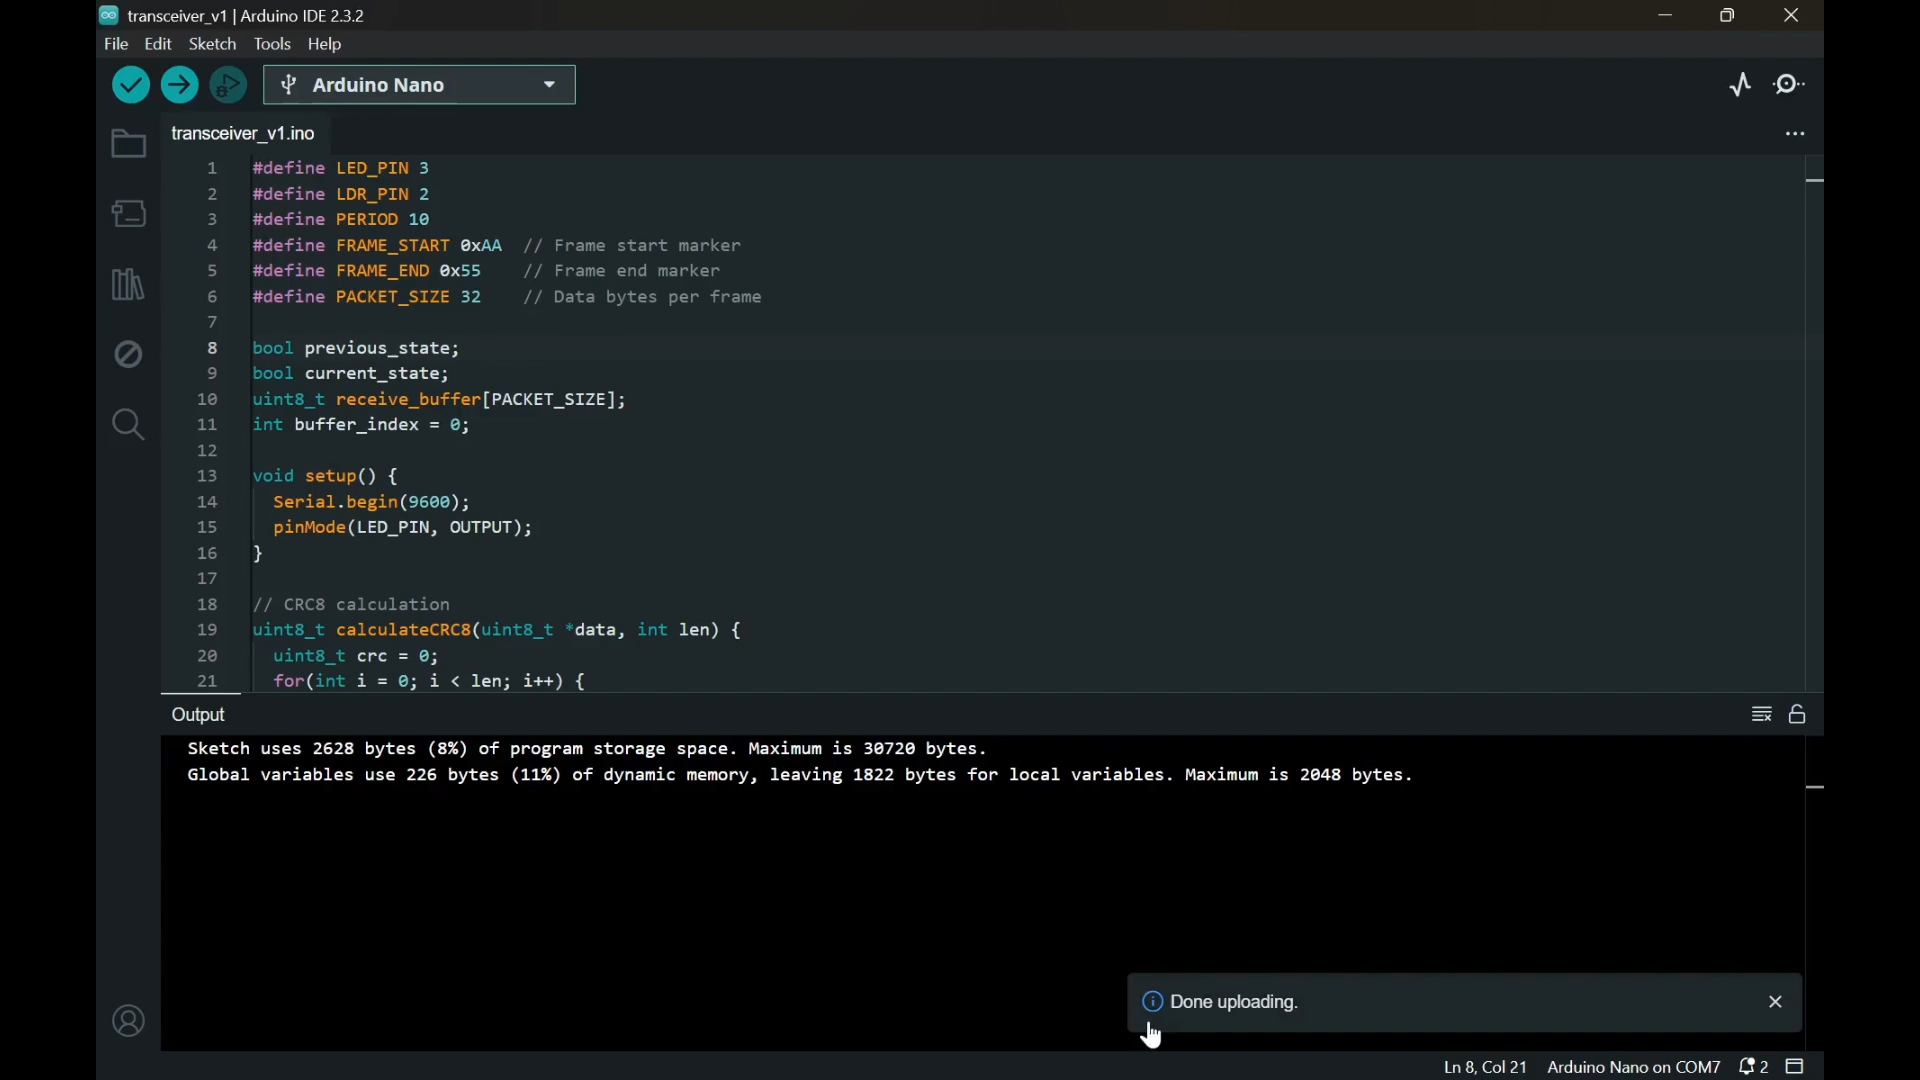 transceiver_v1 | Arduino IDE 2.3.2
File Edit Sketch Tools Help
Arduino Nano
transceiver_v1.ino
1 #define LED_PIN 3
2 #define LDR_PIN 2
3 #define PERIOD 10
4 #define FRAME_START 0xAA // Frame start marker
5 #define FRAME_END 0x55 // Frame end marker
6 #define PACKET_SIZE 32 // Data bytes per frame
7
8 bool previous_state;
9 bool current_state;
10 uint8_t receive_buffer[PACKET_SIZE];
11 int buffer_index = 0;
12
13 void setup() {
14 Serial.begin(9600);
15 pinMode(LED_PIN, OUTPUT);
16 }
17
18 // CRC8 calculation
19 uint8_t calculateCRC8(uint8_t *data, int len) {
20 uint8_t crc = 0;
21 for(int i = 0; i < len; i++) {
Output
Sketch uses 2628 bytes (8%) of program storage space. Maximum is 30720 bytes.
Global variables use 226 bytes (11%) of dynamic memory, leaving 1822 bytes for local variables. Maximum is 2048 bytes.
Done uploading.
Ln 8, Col 21 Arduino Nano on COM7 2